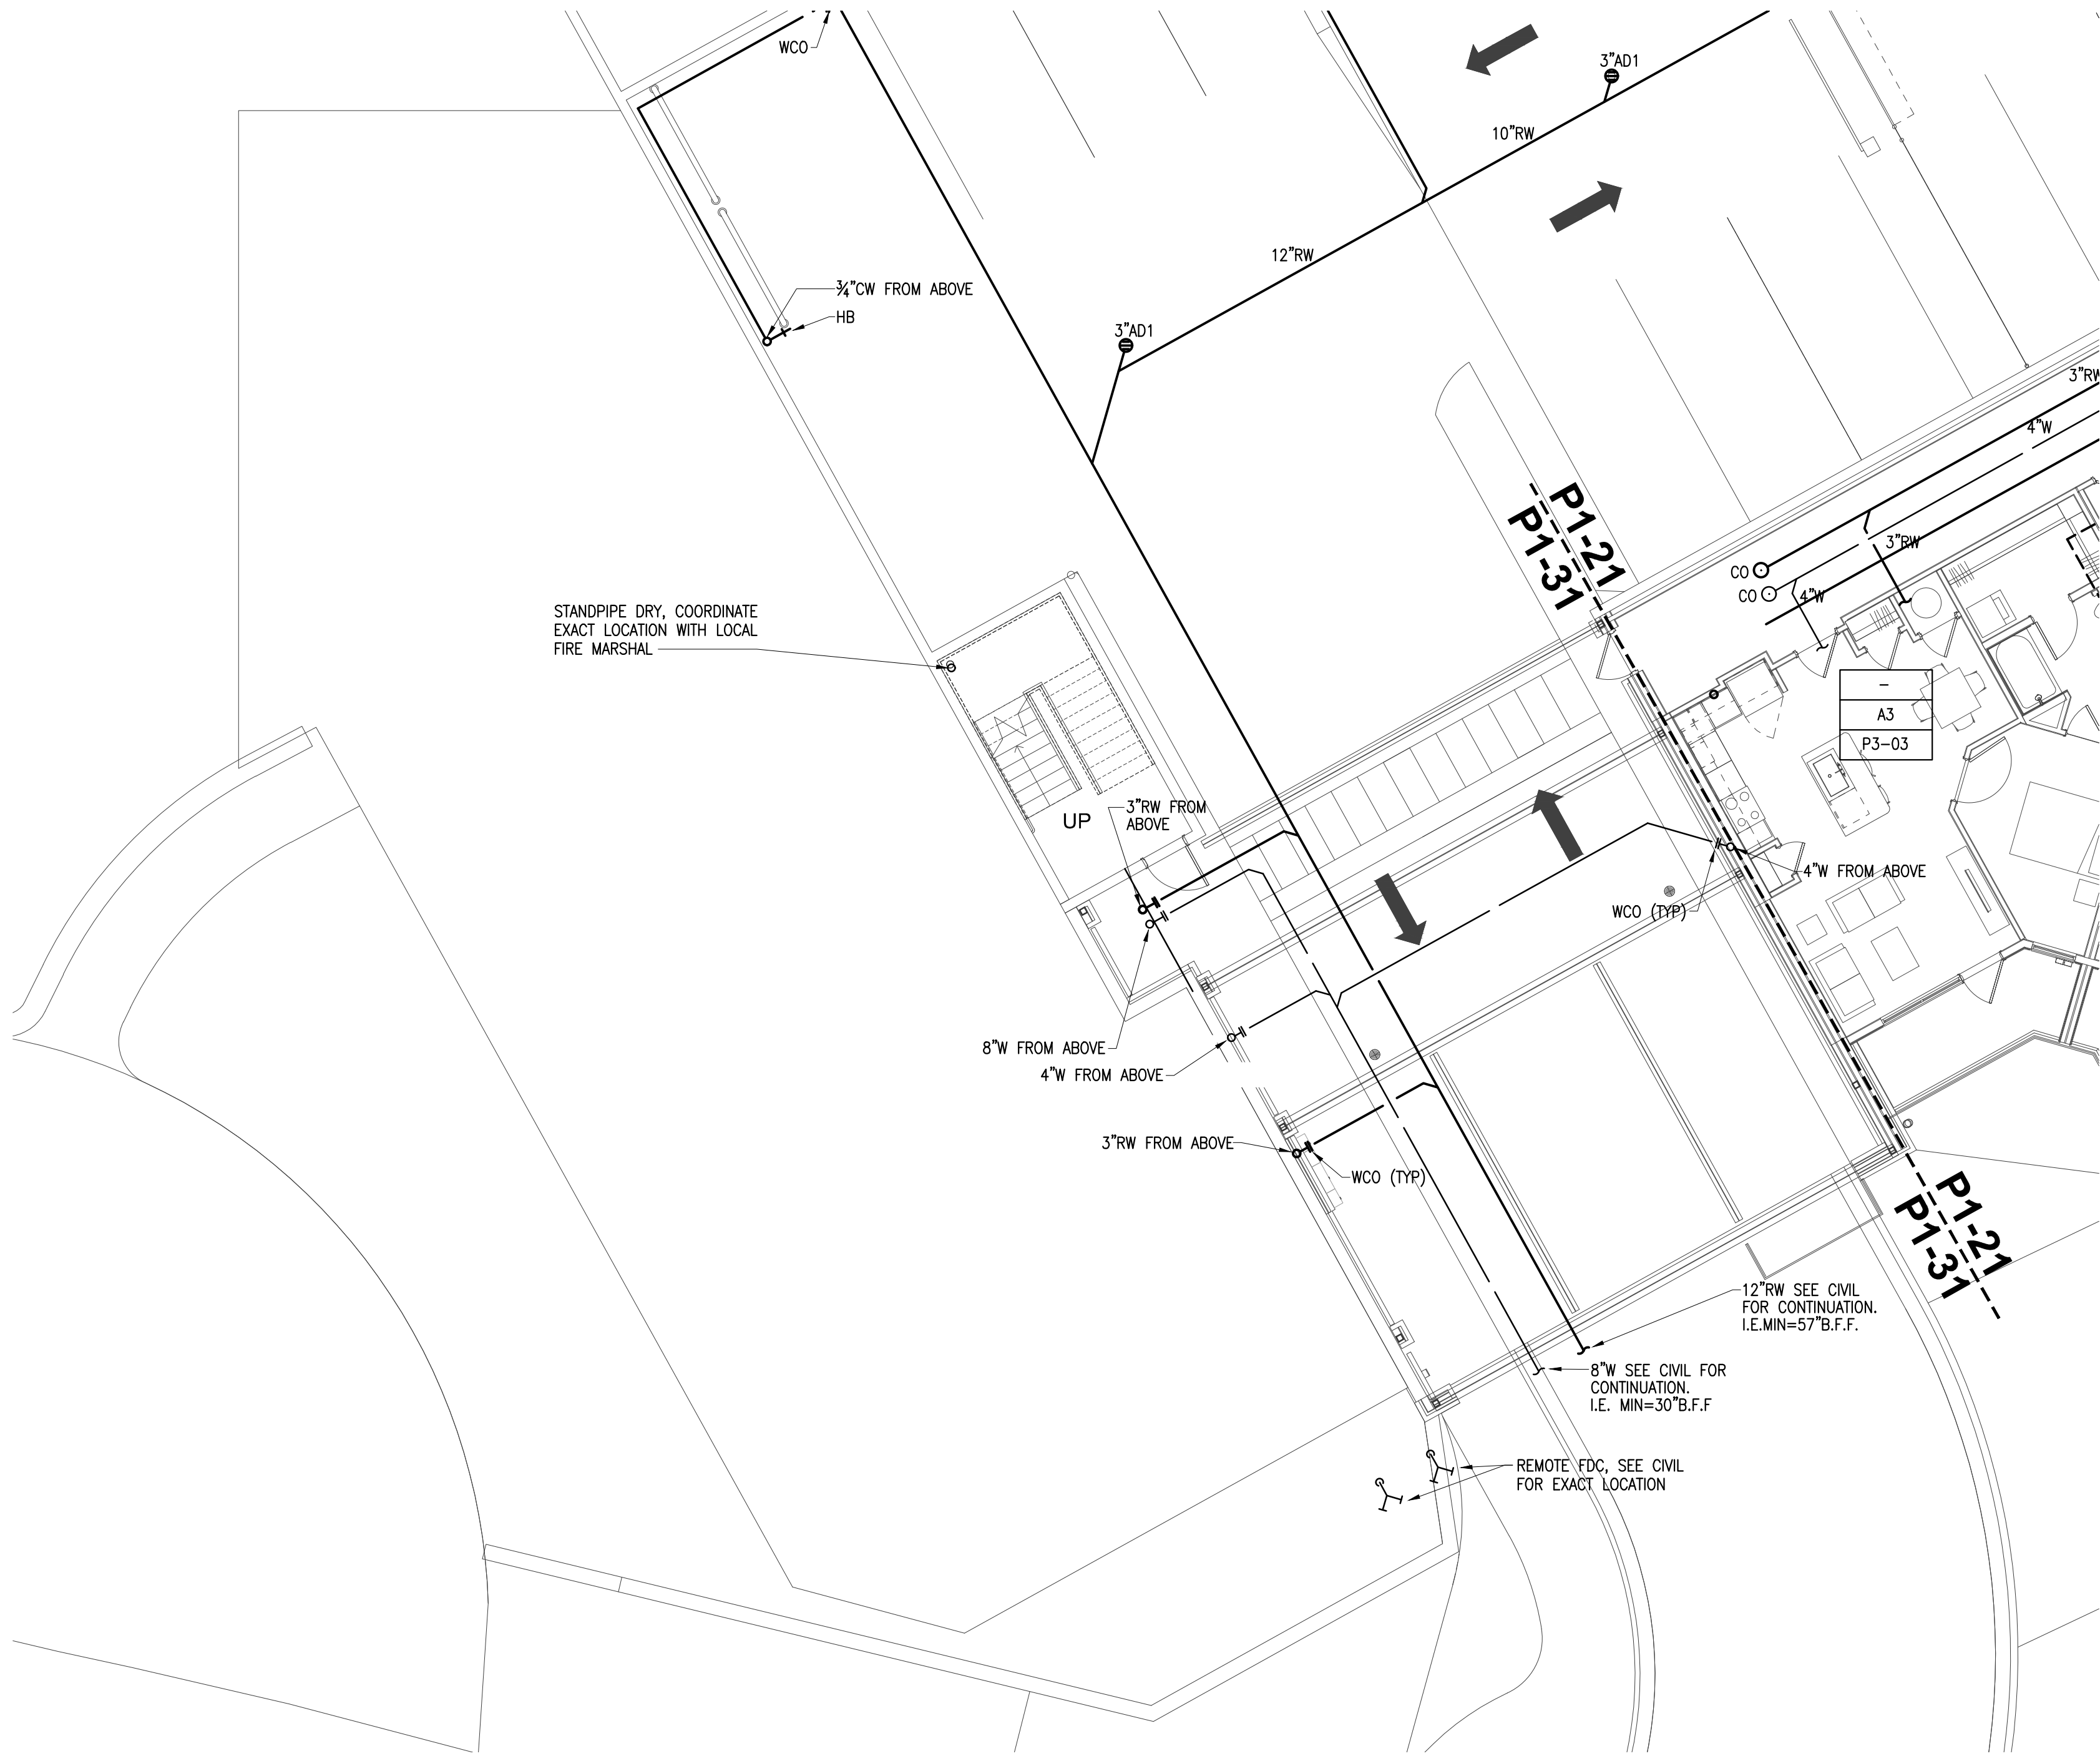 WCO
3"AD1
10"RW
12"RW
¾"CW FROM ABOVE
HB
3"AD1
3"RW
4"W
P1-21
P1-31
3"RW
CO
CO
4"W
STANDPIPE DRY, COORDINATE
EXACT LOCATION WITH LOCAL
FIRE MARSHAL
-
A3
P3-03
3"RW FROM
ABOVE
UP
4"W FROM ABOVE
WCO (TYP)
8"W FROM ABOVE
4"W FROM ABOVE
3"RW FROM ABOVE
WCO (TYP)
P1-21
P1-31
12"RW SEE CIVIL
FOR CONTINUATION.
I.E.MIN=57"B.F.F.
8"W SEE CIVIL FOR
CONTINUATION.
I.E. MIN=30"B.F.F
REMOTE FDC, SEE CIVIL
FOR EXACT LOCATION